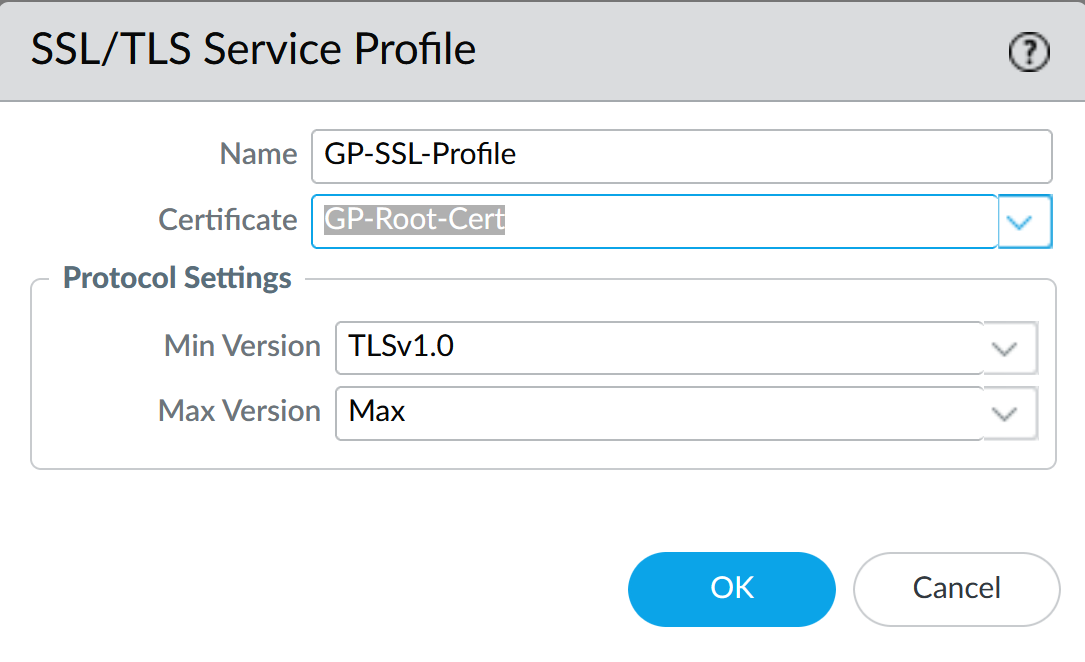 SSL/TLS Service Profile
?
Name GP-SSL-Profile
Certificate GP-Root-Cert
Protocol Settings
Min Version TLSv1.0
Max Version Max
OK Cancel